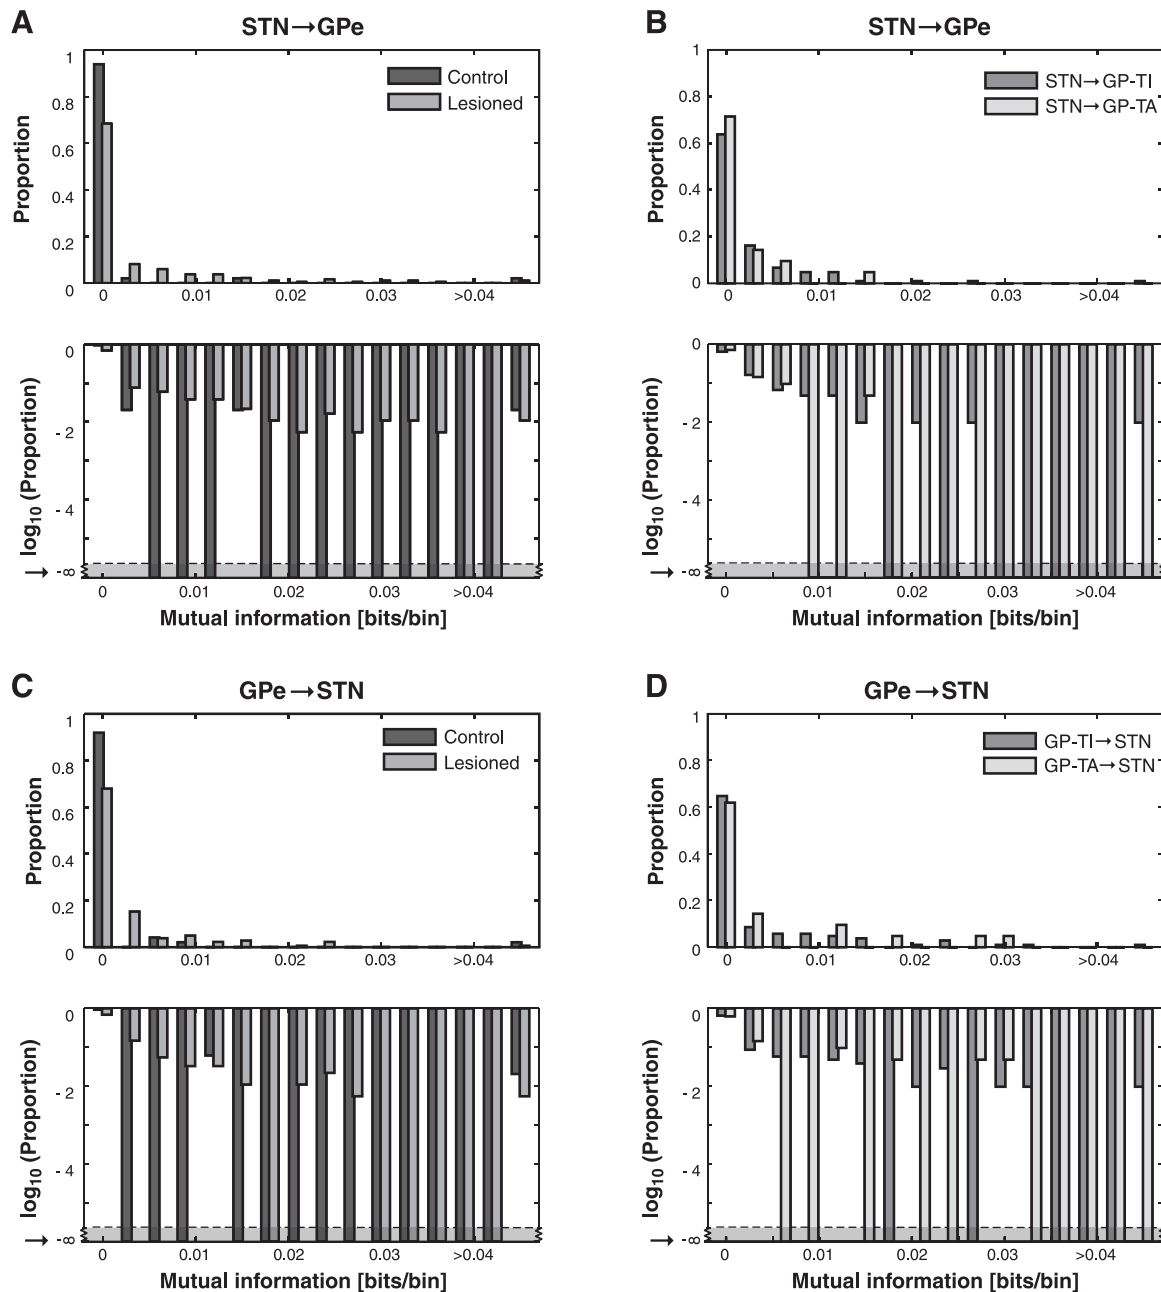 A
STN→GPe
Proportion
1
0.8
0.6
0.4
0.2
0
Control
Lesioned
0
0.01
0.02
0.03
>0.04
log10 (Proportion)
0
- 2
- 4
→ -∞
0
0.01
0.02
0.03
>0.04
Mutual information [bits/bin]
B
STN→GPe
Proportion
1
0.8
0.6
0.4
0.2
0
STN→GP-TI
STN→GP-TA
0
0.01
0.02
0.03
>0.04
log10 (Proportion)
0
- 2
- 4
→ -∞
0
0.01
0.02
0.03
>0.04
Mutual information [bits/bin]
C
GPe→STN
Proportion
1
0.8
0.6
0.4
0.2
0
Control
Lesioned
0
0.01
0.02
0.03
>0.04
log10 (Proportion)
0
- 2
- 4
→ -∞
0
0.01
0.02
0.03
>0.04
Mutual information [bits/bin]
D
GPe→STN
Proportion
1
0.8
0.6
0.4
0.2
0
GP-TI→STN
GP-TA→STN
0
0.01
0.02
0.03
>0.04
log10 (Proportion)
0
- 2
- 4
→ -∞
0
0.01
0.02
0.03
>0.04
Mutual information [bits/bin]